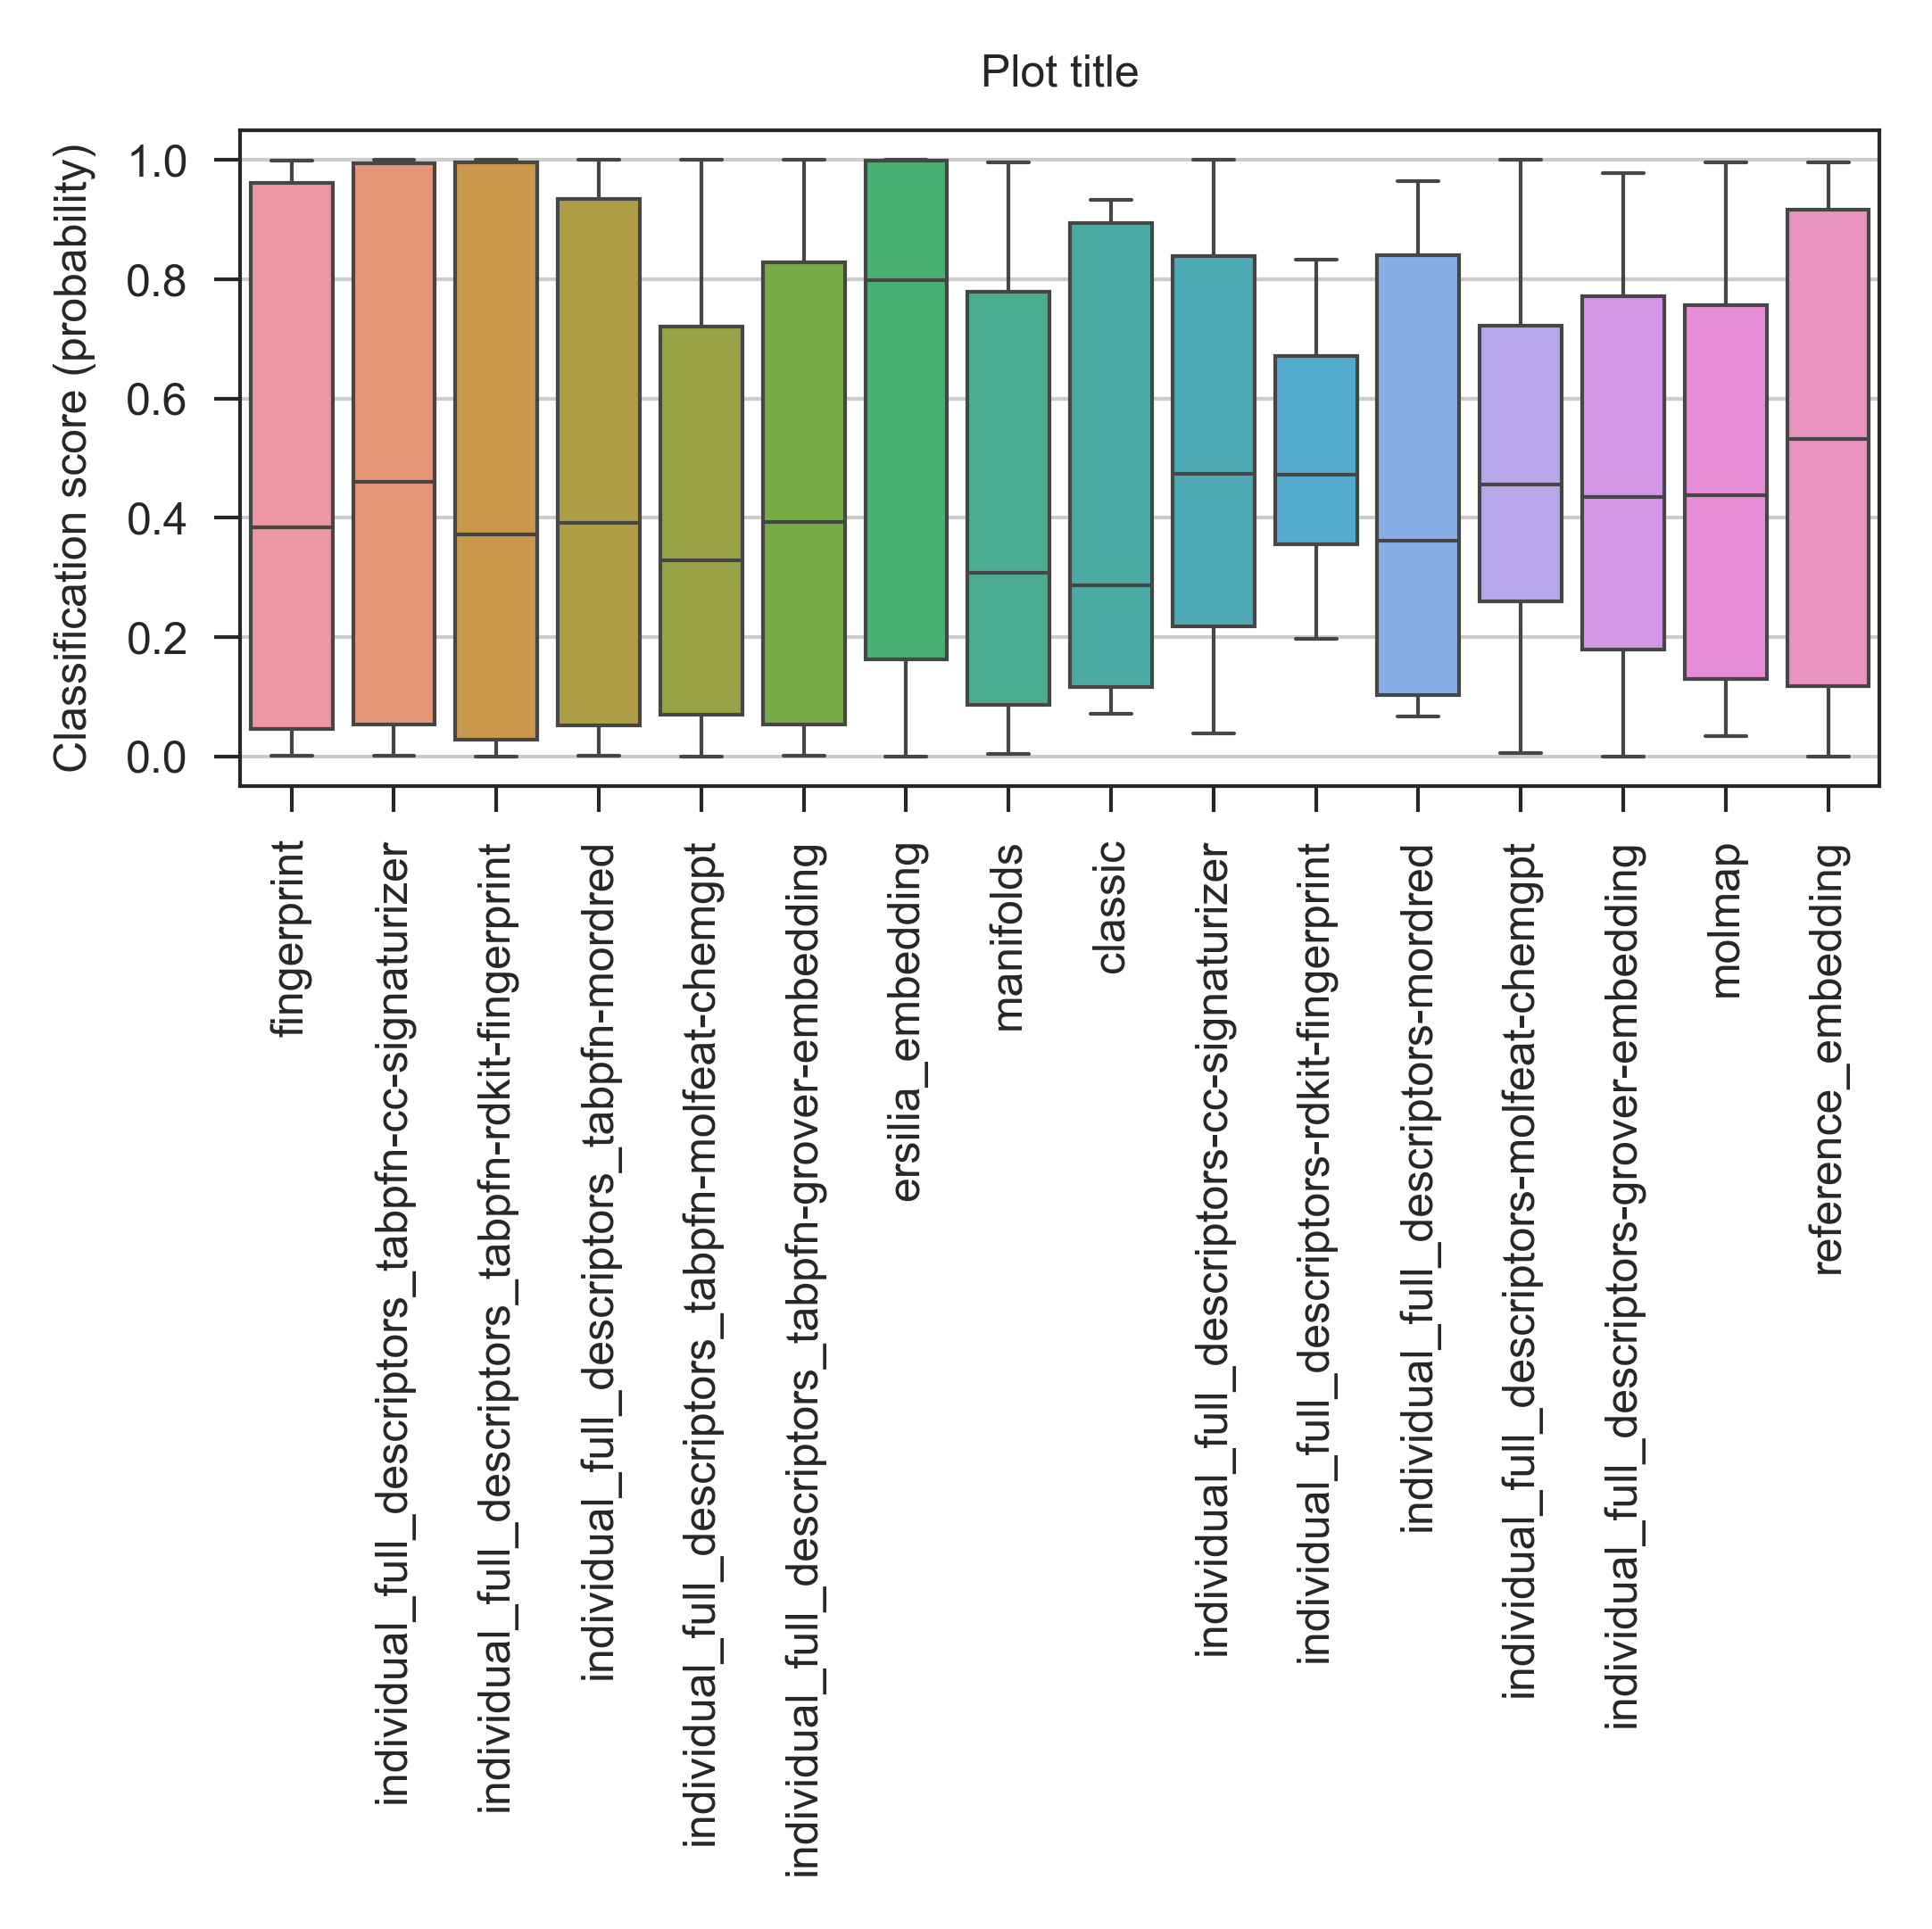 Plot title
Classification score (probability)
1.0
0.8
0.6
0.4
0.2
0.0
fingerprint
individual_full_descriptors_tabpfn-cc-signaturizer
individual_full_descriptors_tabpfn-rdkit-fingerprint
individual_full_descriptors_tabpfn-mordred
individual_full_descriptors_tabpfn-molfeat-chemgpt
individual_full_descriptors_tabpfn-grover-embedding
ersilia_embedding
manifolds
classic
individual_full_descriptors-cc-signaturizer
individual_full_descriptors-rdkit-fingerprint
individual_full_descriptors-mordred
individual_full_descriptors-molfeat-chemgpt
individual_full_descriptors-grover-embedding
molmap
reference_embedding